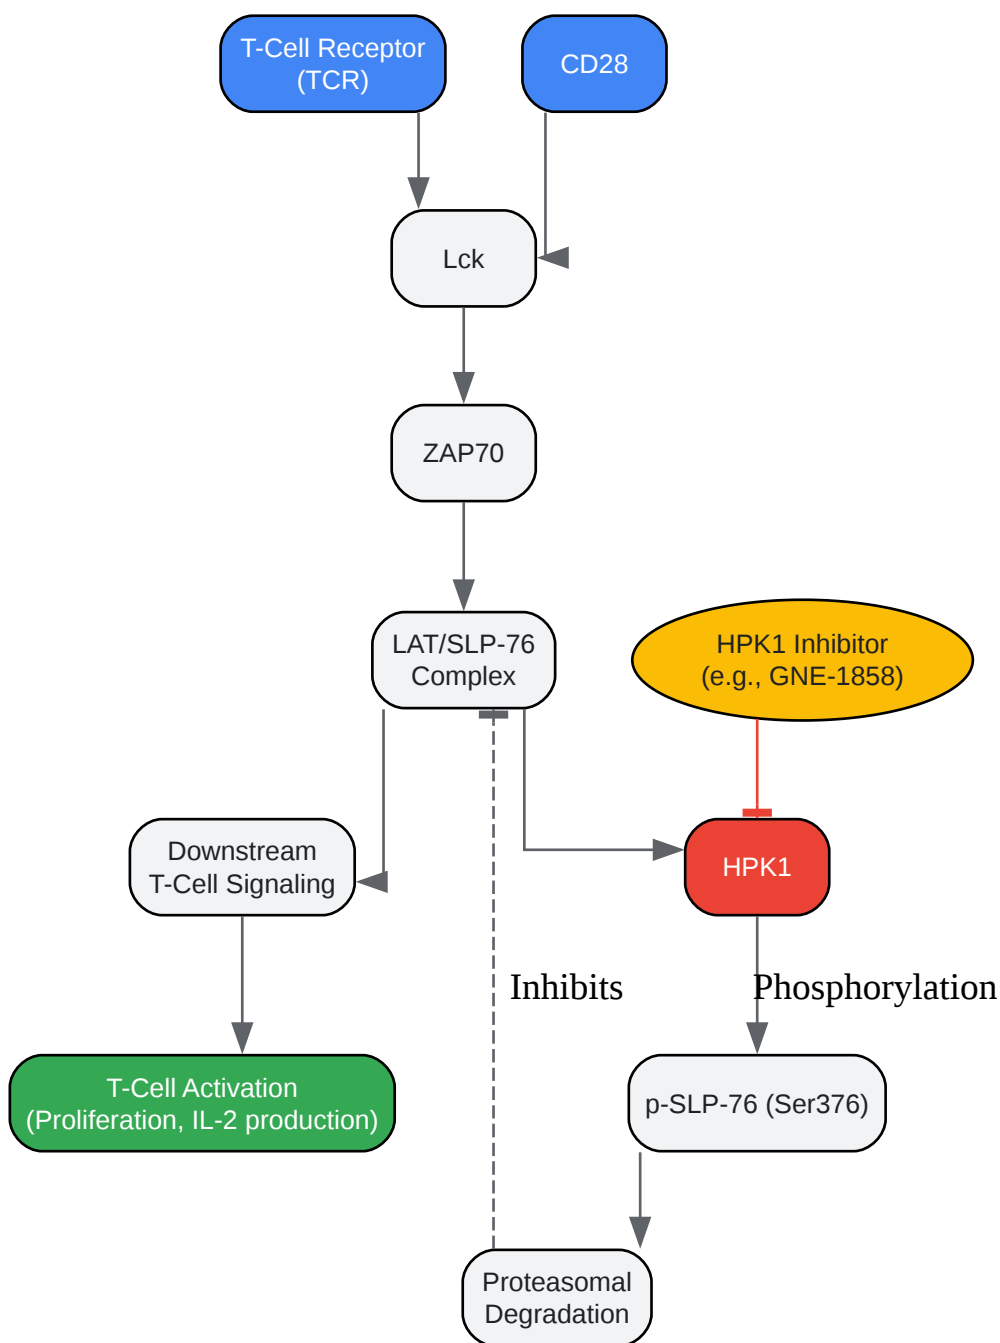 T-Cell Receptor
(TCR)
CD28
Lck
ZAP70
LAT/SLP-76
Complex
HPK1 Inhibitor
(e.g., GNE-1858)
Downstream
T-Cell Signaling
HPK1
Inhibits
Phosphorylation
T-Cell Activation
(Proliferation, IL-2 production)
p-SLP-76 (Ser376)
Proteasomal
Degradation